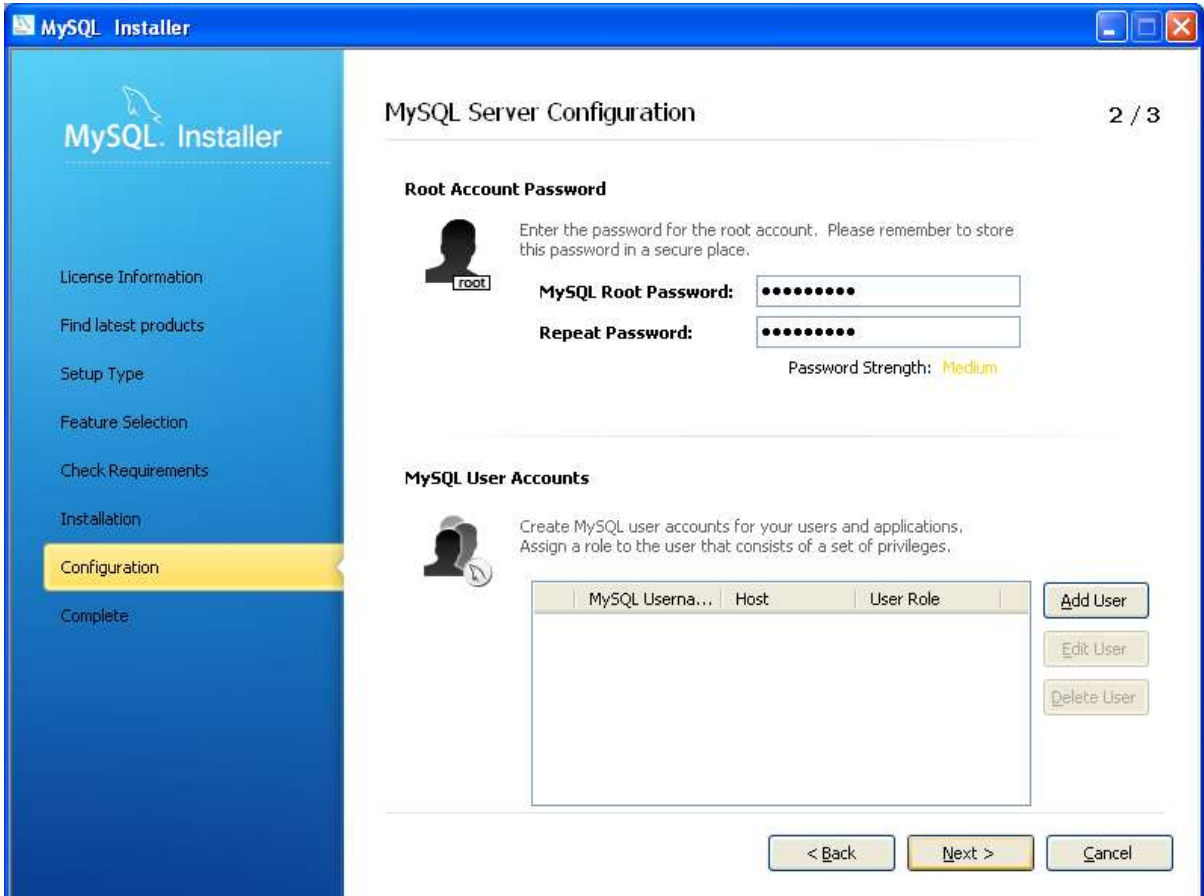 MySQL Installer
MySQL Installer
License Information
Find latest products
Setup Type
Feature Selection
Check Requirements
Installation
Configuration
Complete
MySQL Server Configuration
2 / 3
Root Account Password
Enter the password for the root account. Please remember to store
this password in a secure place.
root
MySQL Root Password: ●●●●●●●●●
Repeat Password: ●●●●●●●●●
Password Strength: Medium
MySQL User Accounts
Create MySQL user accounts for your users and applications.
Assign a role to the user that consists of a set of privileges.
MySQL Userna... Host User Role
Add User
Edit User
Delete User
< Back Next > Cancel